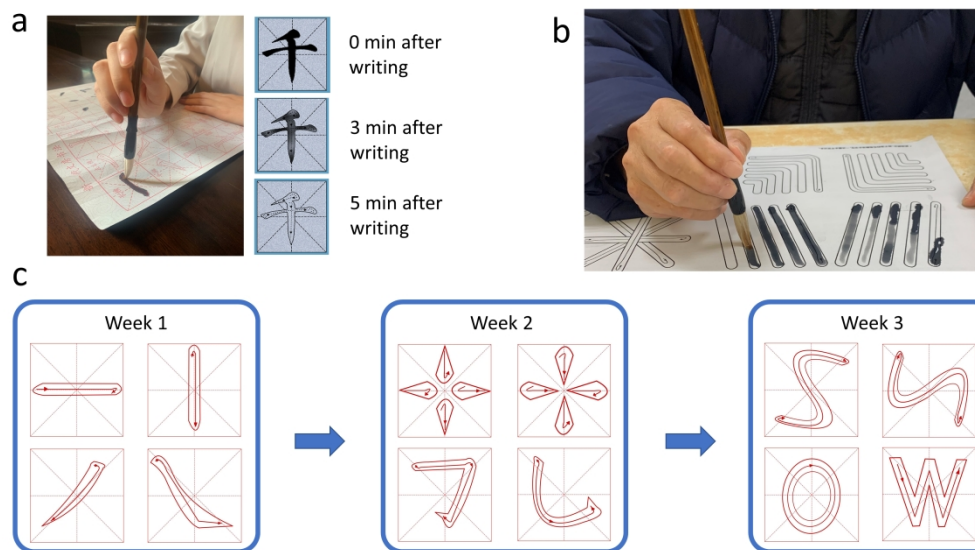 a
千
0 min after
writing
千
3 min after
writing
千
5 min after
writing
b
c
Week 1
Week 2
Week 3
O
W